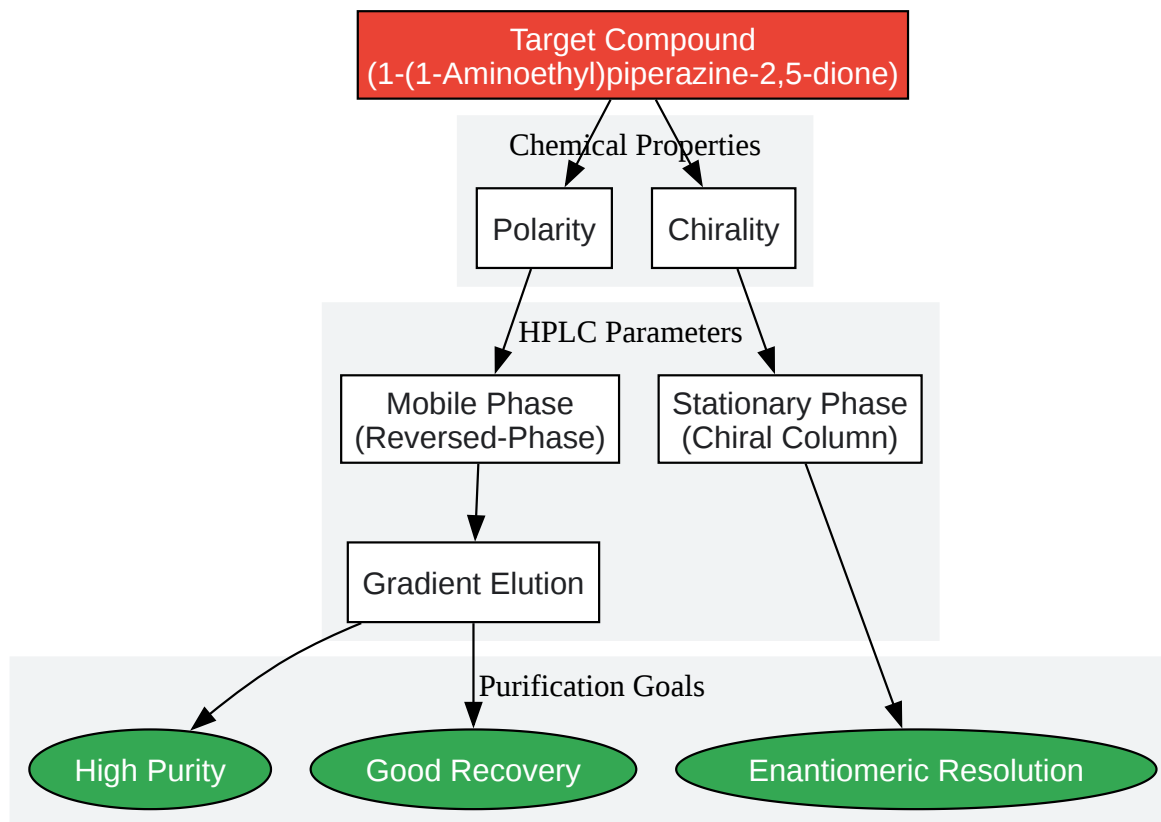 Target Compound
(1-(1-Aminoethyl)piperazine-2,5-dione)
Chemical Properties
Polarity
Chirality
HPLC Parameters
Mobile Phase
(Reversed-Phase)
Stationary Phase
(Chiral Column)
Gradient Elution
Purification Goals
High Purity
Good Recovery
Enantiomeric Resolution